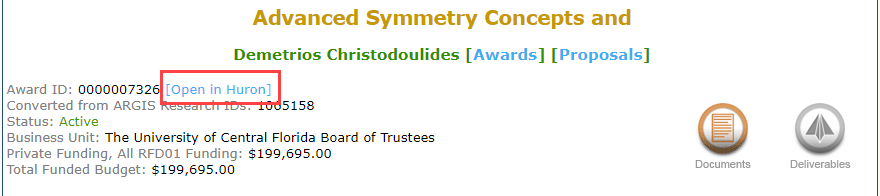 Advanced Symmetry Concepts and
Demetrios Christodoulides [Awards] [Proposals]
Award ID: 0000007326 [Open in Huron]
Converted from ARGIS Research IDs: 1065158
Status: Active
Business Unit: The University of Central Florida Board of Trustees
Private Funding, All RFD01 Funding: $199,695.00
Total Funded Budget: $199,695.00
Documents
Deliverables